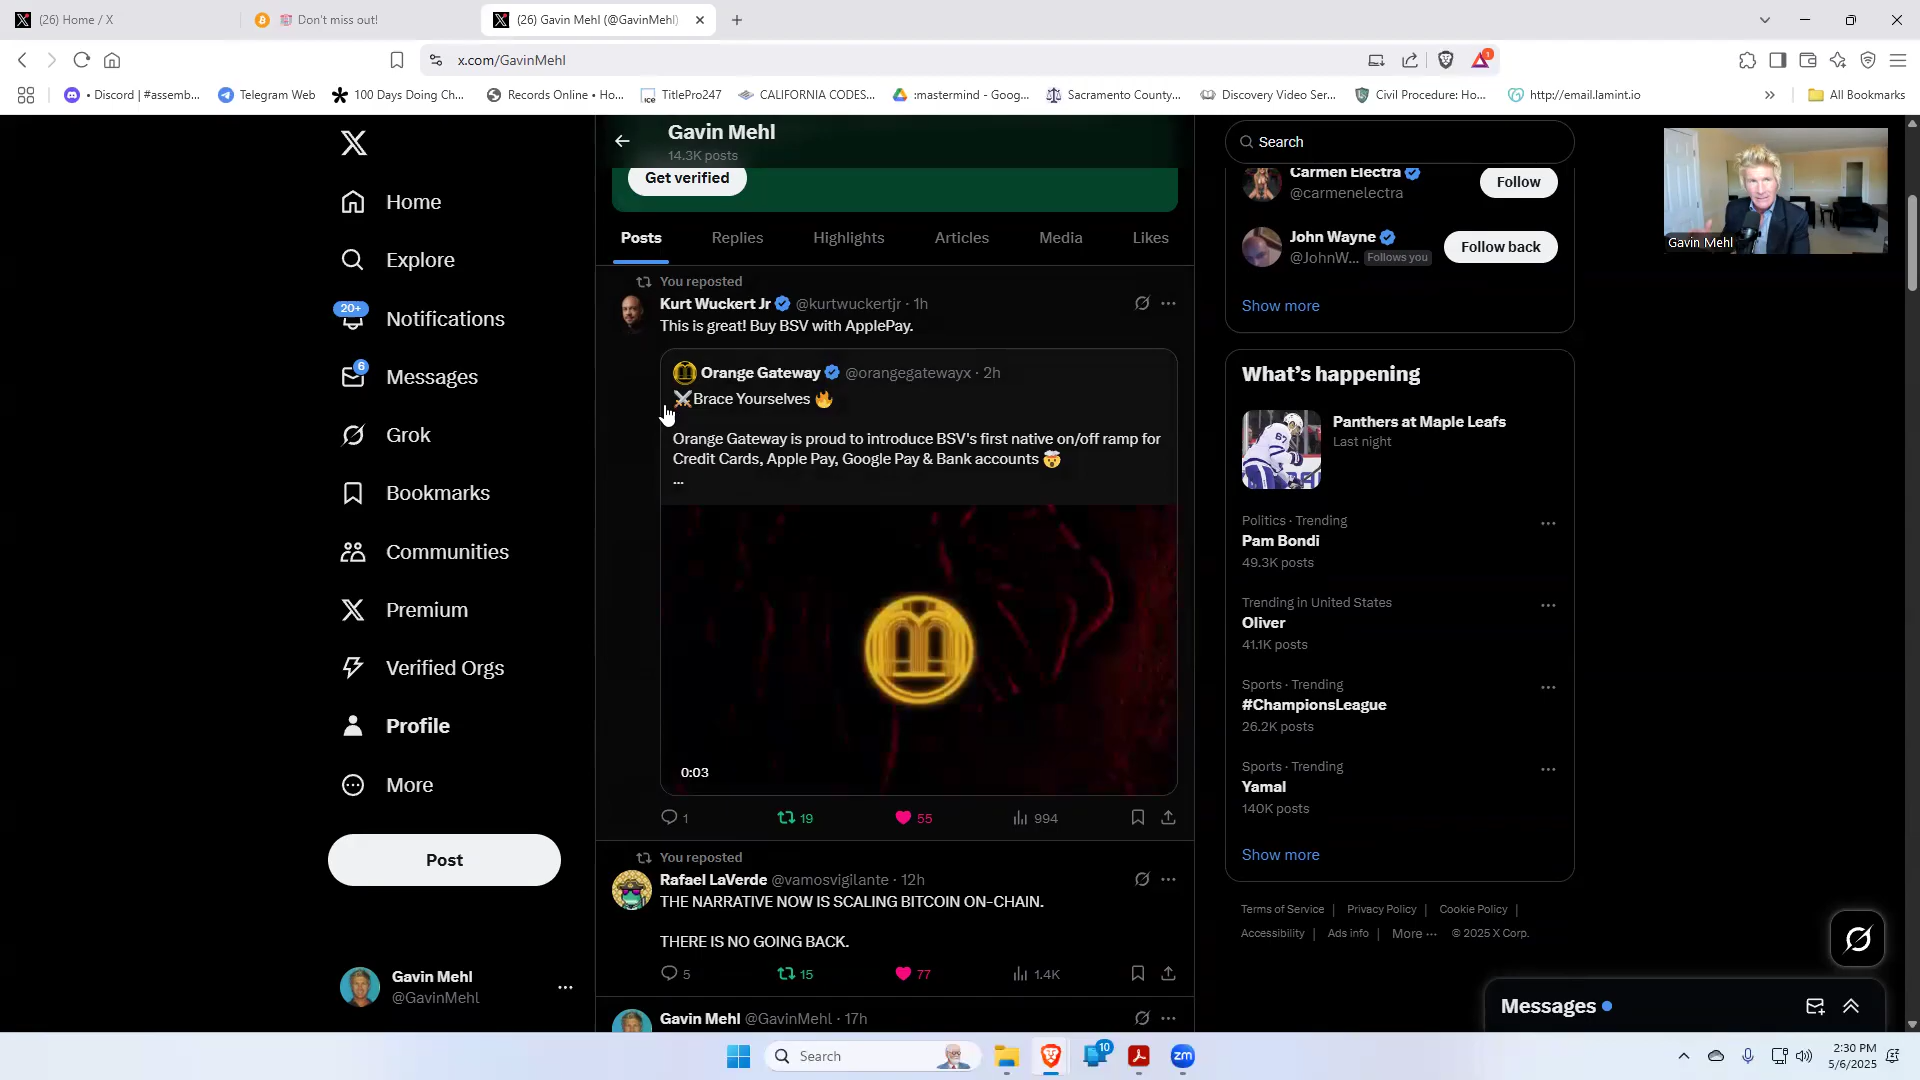 (26) Home / X
Don't miss out!
(26) Gavin Mehl (@GavinMehl)
x.com/GavinMehl
1
• Discord | #assemb...
Telegram Web
100 Days Doing Ch...
Records Online • Ho...
TitlePro247
CALIFORNIA CODES...
:mastermind - Goog...
Sacramento County...
Discovery Video Ser...
Civil Procedure: Ho...
http://email.lamint.io
All Bookmarks
Home
Explore
20+
Notifications
6
Messages
Grok
Bookmarks
Communities
Premium
Verified Orgs
Profile
More
Post
Gavin Mehl
@GavinMehl
Gavin Mehl
14.3K posts
Get verified
Posts
Replies
Highlights
Articles
Media
Likes
You reposted
Kurt Wuckert Jr @kurtwuckertjr · 1h
This is great! Buy BSV with ApplePay.
Orange Gateway @orangegatewayx · 2h
⚔️Brace Yourselves 🔥
Orange Gateway is proud to introduce BSV's first native on/off ramp for
Credit Cards, Apple Pay, Google Pay & Bank accounts 🤯
...
0:03
1
19
55
994
You reposted
Rafael LaVerde @vamosvigilante · 12h
THE NARRATIVE NOW IS SCALING BITCOIN ON-CHAIN.
THERE IS NO GOING BACK.
5
15
77
1.4K
Gavin Mehl @GavinMehl · 17h
Search
Carmen Electra
@carmenelectra
Follow
John Wayne
@JohnW... Follows you
Follow back
Show more
What's happening
Panthers at Maple Leafs
Last night
Politics · Trending
Pam Bondi
49.3K posts
Trending in United States
Oliver
41.1K posts
Sports · Trending
#ChampionsLeague
26.2K posts
Sports · Trending
Yamal
140K posts
Show more
Terms of Service | Privacy Policy | Cookie Policy |
Accessibility | Ads info | More ··· © 2025 X Corp.
Messages
Gavin Mehl
Search
10
zm
2:30 PM
5/6/2025